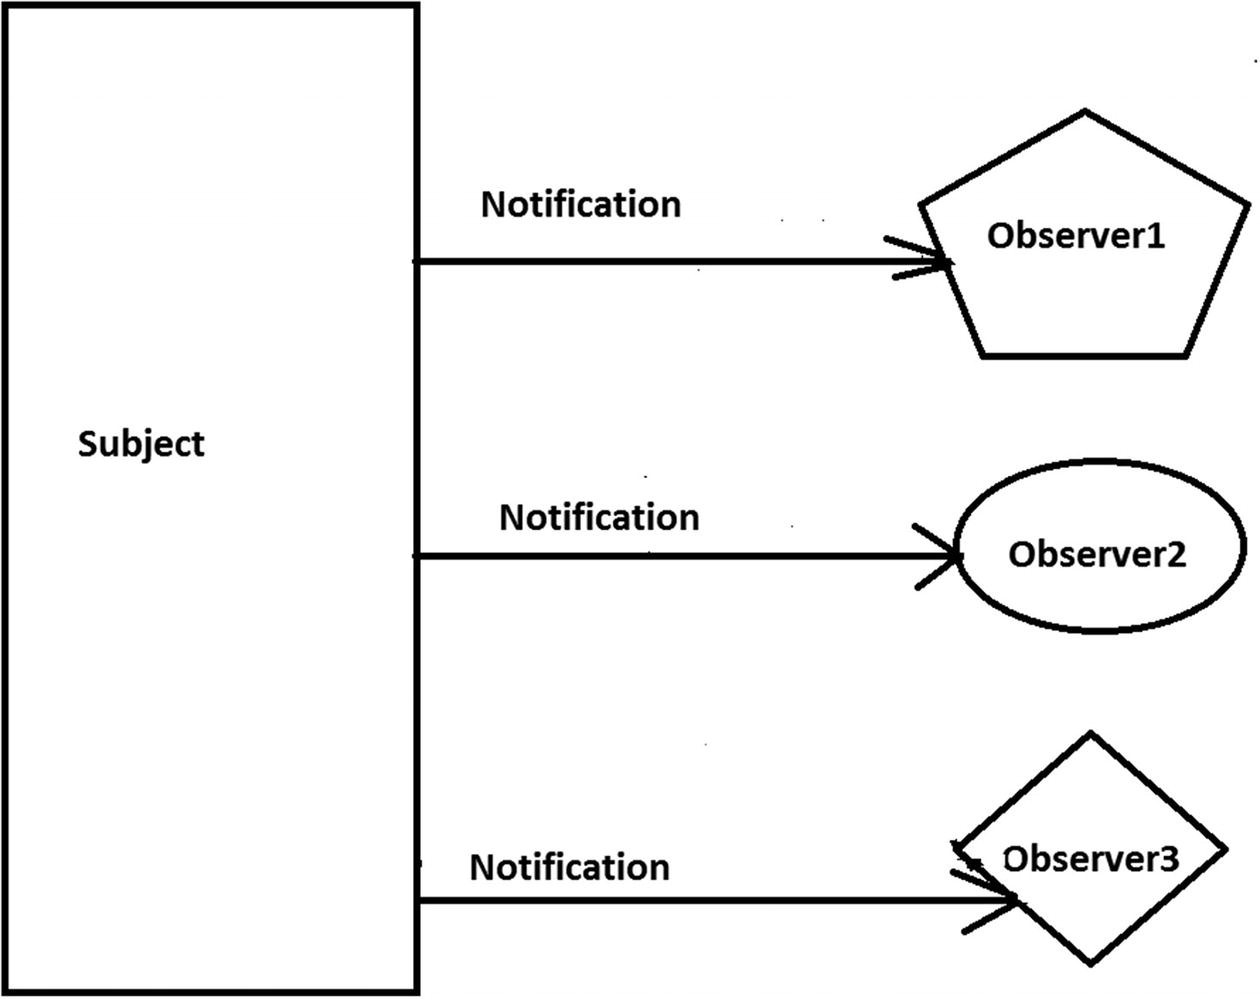 Notification
Observer1
Subject
Notification
Observer2
Notification
Observer3